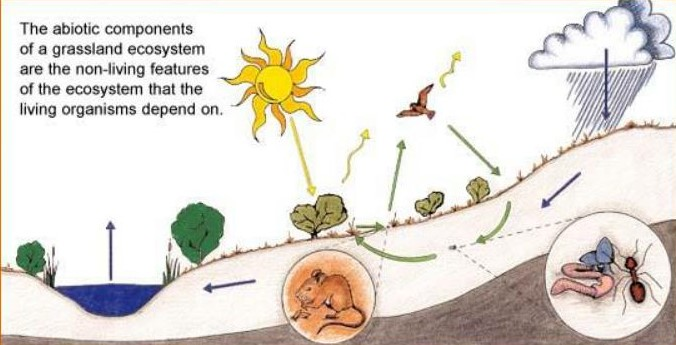 The abiotic components
of a grassland ecosystem
are the non-living features
of the ecosystem that the
living organisms depend on.